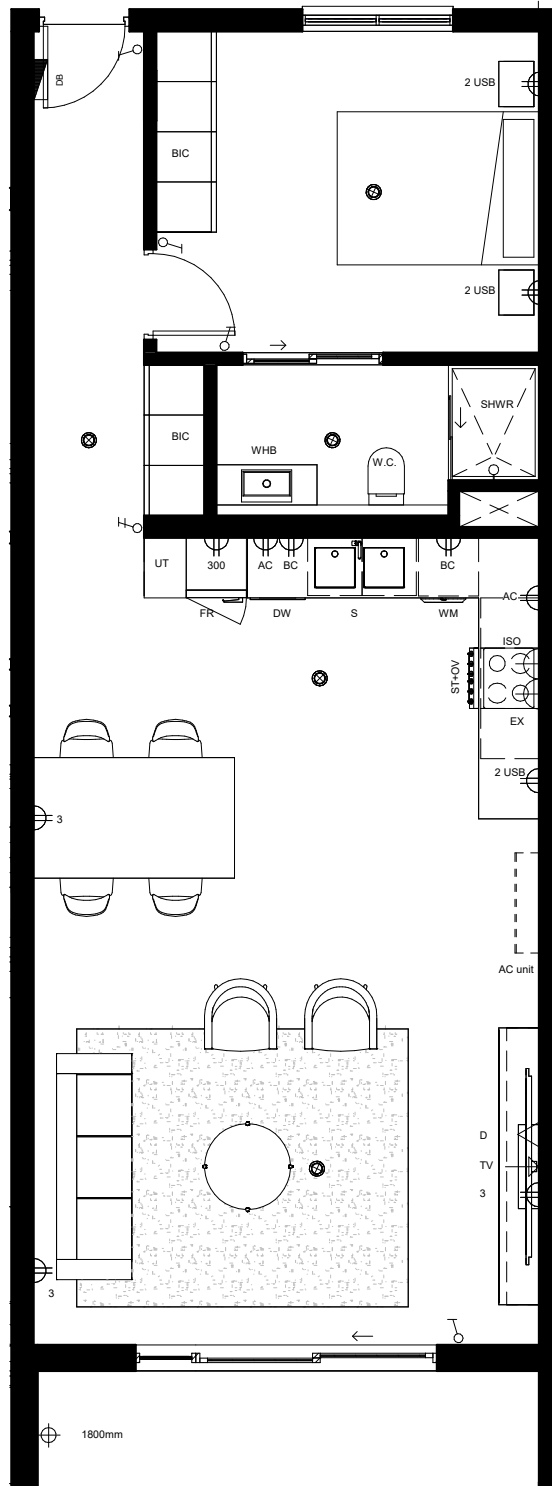 DB
2 USB
BIC
2 USB
SHWR
BIC
WHB
W.C.
UT
300
AC
BC
BC
AC
FR
DW
S
WM
ISO
ST+OV
EX
2 USB
3
AC unit
D
TV
3
3
1800mm